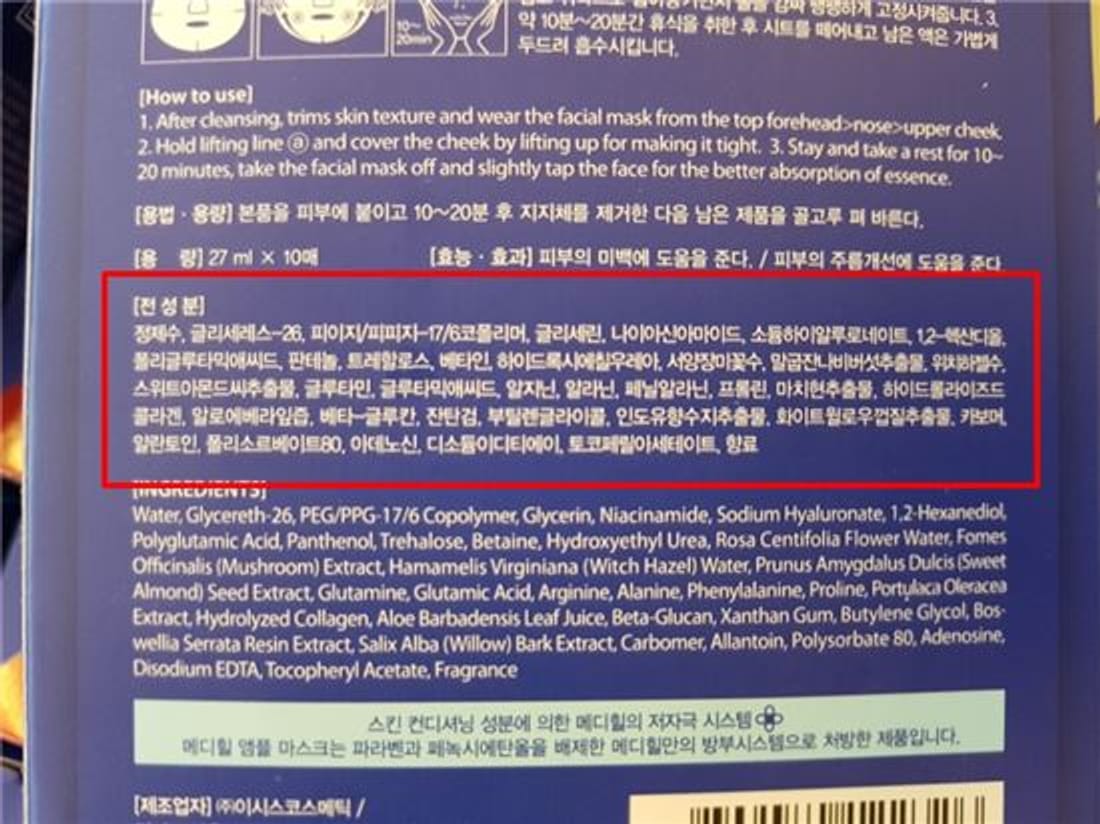 10~
20min
약 10분~20분간 휴식을 취한 후 시트를 떼어내고 남은 액은 가볍게
두드려 흡수시킵니다.
[How to use]
1. After cleansing, trims skin texture and wear the facial mask from the top forehead>nose>upper cheek.
2. Hold lifting line ⓐ and cover the cheek by lifting up for making it tight. 3. Stay and take a rest for 10~
20 minutes, take the facial mask off and slightly tap the face for the better absorption of essence.
[용법 · 용량] 본품을 피부에 붙이고 10~20분 후 지지체를 제거한 다음 남은 제품을 골고루 펴 바른다.
[용 량] 27 ml × 10매 [효능 · 효과] 피부의 미백에 도움을 준다. / 피부의 주름개선에 도움을 준다
[전 성 분]
정제수, 글리세레스-26, 피이지/피피지-17/6코폴리머, 글리세린, 나이아신아마이드, 소듐하이알루로네이트, 1,2-헥산디올,
폴리글루타믹애씨드, 판테놀, 트레할로스, 베타인, 하이드록시에칠우레아, 서양장미꽃수, 말굽잔나비버섯추출물, 위치하젤수,
스위트아몬드씨추출물, 글루타민, 글루타믹애씨드, 알지닌, 알라닌, 페닐알라닌, 프롤린, 마치현추출물, 하이드롤라이즈드
콜라겐, 알로에베라잎즙, 베타-글루칸, 잔탄검, 부틸렌글라이콜, 인도유향수지추출물, 화이트윌로우껍질추출물, 카보머,
알란토인, 폴리소르베이트80, 아데노신, 디소듐이디티에이, 토코페릴아세테이트, 향료
[INGREDIENTS]
Water, Glycereth-26, PEG/PPG-17/6 Copolymer, Glycerin, Niacinamide, Sodium Hyaluronate, 1,2-Hexanediol,
Polyglutamic Acid, Panthenol, Trehalose, Betaine, Hydroxyethyl Urea, Rosa Centifolia Flower Water, Fomes
Officinalis (Mushroom) Extract, Hamamelis Virginiana (Witch Hazel) Water, Prunus Amygdalus Dulcis (Sweet
Almond) Seed Extract, Glutamine, Glutamic Acid, Arginine, Alanine, Phenylalanine, Proline, Portulaca Oleracea
Extract, Hydrolyzed Collagen, Aloe Barbadensis Leaf Juice, Beta-Glucan, Xanthan Gum, Butylene Glycol, Bos-
wellia Serrata Resin Extract, Salix Alba (Willow) Bark Extract, Carbomer, Allantoin, Polysorbate 80, Adenosine,
Disodium EDTA, Tocopheryl Acetate, Fragrance
스킨 컨디셔닝 성분에 의한 메디힐의 저자극 시스템
메디힐 앰플 마스크는 파라벤과 페녹시에탄올을 배제한 메디힐만의 방부시스템으로 처방한 제품입니다.
[제조업자] ㈜이시스코스메틱 /